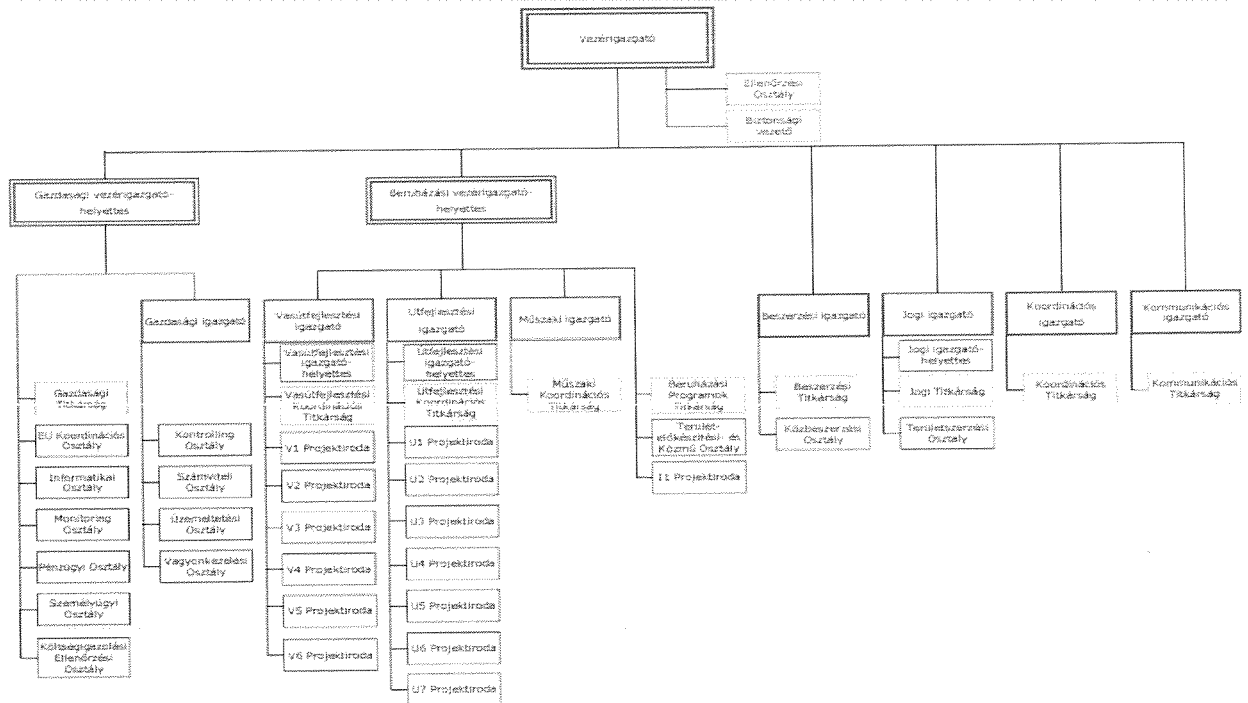 Vezérigazgató
Ellenőrzési
Osztály
Biztonsági
vezető
Gazdasági vezérigazgató-
helyettes
Beruházási vezérigazgató-
helyettes
Gazdasági igazgató
Vasútfejlesztési
igazgató
Útfejlesztési
igazgató
Műszaki igazgató
Beszerzési igazgató
Jogi igazgató
Koordinációs
igazgató
Kommunikációs
igazgató
Vasútfejlesztési
igazgató-
helyettes
Útfejlesztési
igazgató-
helyettes
Jogi igazgató-
helyettes
Gazdasági
Titkárság
Vasútfejlesztési
Koordinációs
Titkárság
Útfejlesztési
Koordinációs
Titkárság
Műszaki
Koordinációs
Titkárság
Beruházási
Programok
Titkárság
Beszerzési
Titkárság
Jogi Titkárság
Koordinációs
Titkárság
Kommunikációs
Titkárság
EU Koordinációs
Osztály
Kontrolling
Osztály
V1 Projektiroda
U1 Projektiroda
Terület-
előkészítési- és
Közmű Osztály
Közbeszerzési
Osztály
Területszerzési
Osztály
Informatikai
Osztály
Számviteli
Osztály
V2 Projektiroda
U2 Projektiroda
I1 Projektiroda
Monitoring
Osztály
Üzemeltetési
Osztály
V3 Projektiroda
U3 Projektiroda
Pénzügyi Osztály
Vagyonkezelési
Osztály
V4 Projektiroda
U4 Projektiroda
Személyügyi
Osztály
V5 Projektiroda
U5 Projektiroda
Költségigazolási
Ellenőrzési
Osztály
V6 Projektiroda
U6 Projektiroda
U7 Projektiroda